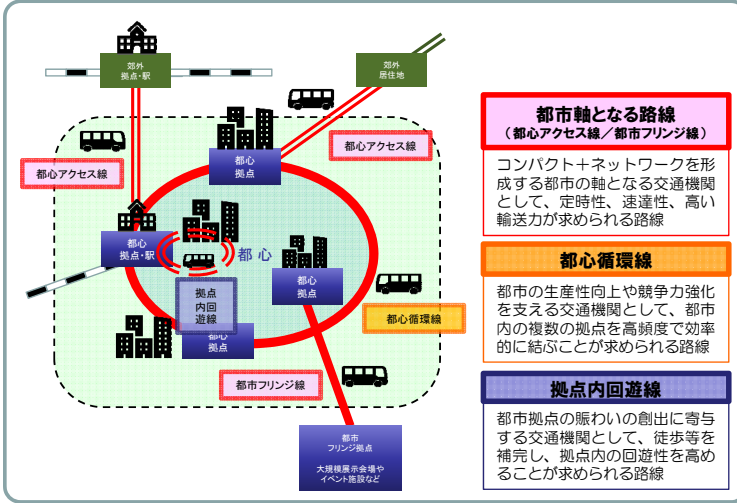 郊外
拠点・駅
郊外
居住地
都心
拠点
都心アクセス線
都心アクセス線
都心
拠点・駅
都 心
都心
拠点
拠点
内回
遊線
都心循環線
都心
拠点
都市フリンジ線
都市
フリンジ拠点
大規模展示会場や
イベント施設など
都市軸となる路線
(都心アクセス線/都市フリンジ線)
コンパクト+ネットワークを形
成する都市の軸となる交通機関
として、定時性、速達性、高い
輸送力が求められる路線
都心循環線
都市の生産性向上や競争力強化
を支える交通機関として、都市
内の複数の拠点を高頻度で効率
的に結ぶことが求められる路線
拠点内回遊線
都市拠点の賑わいの創出に寄与
する交通機関として、徒歩等を
補完し、拠点内の回遊性を高め
ることが求められる路線